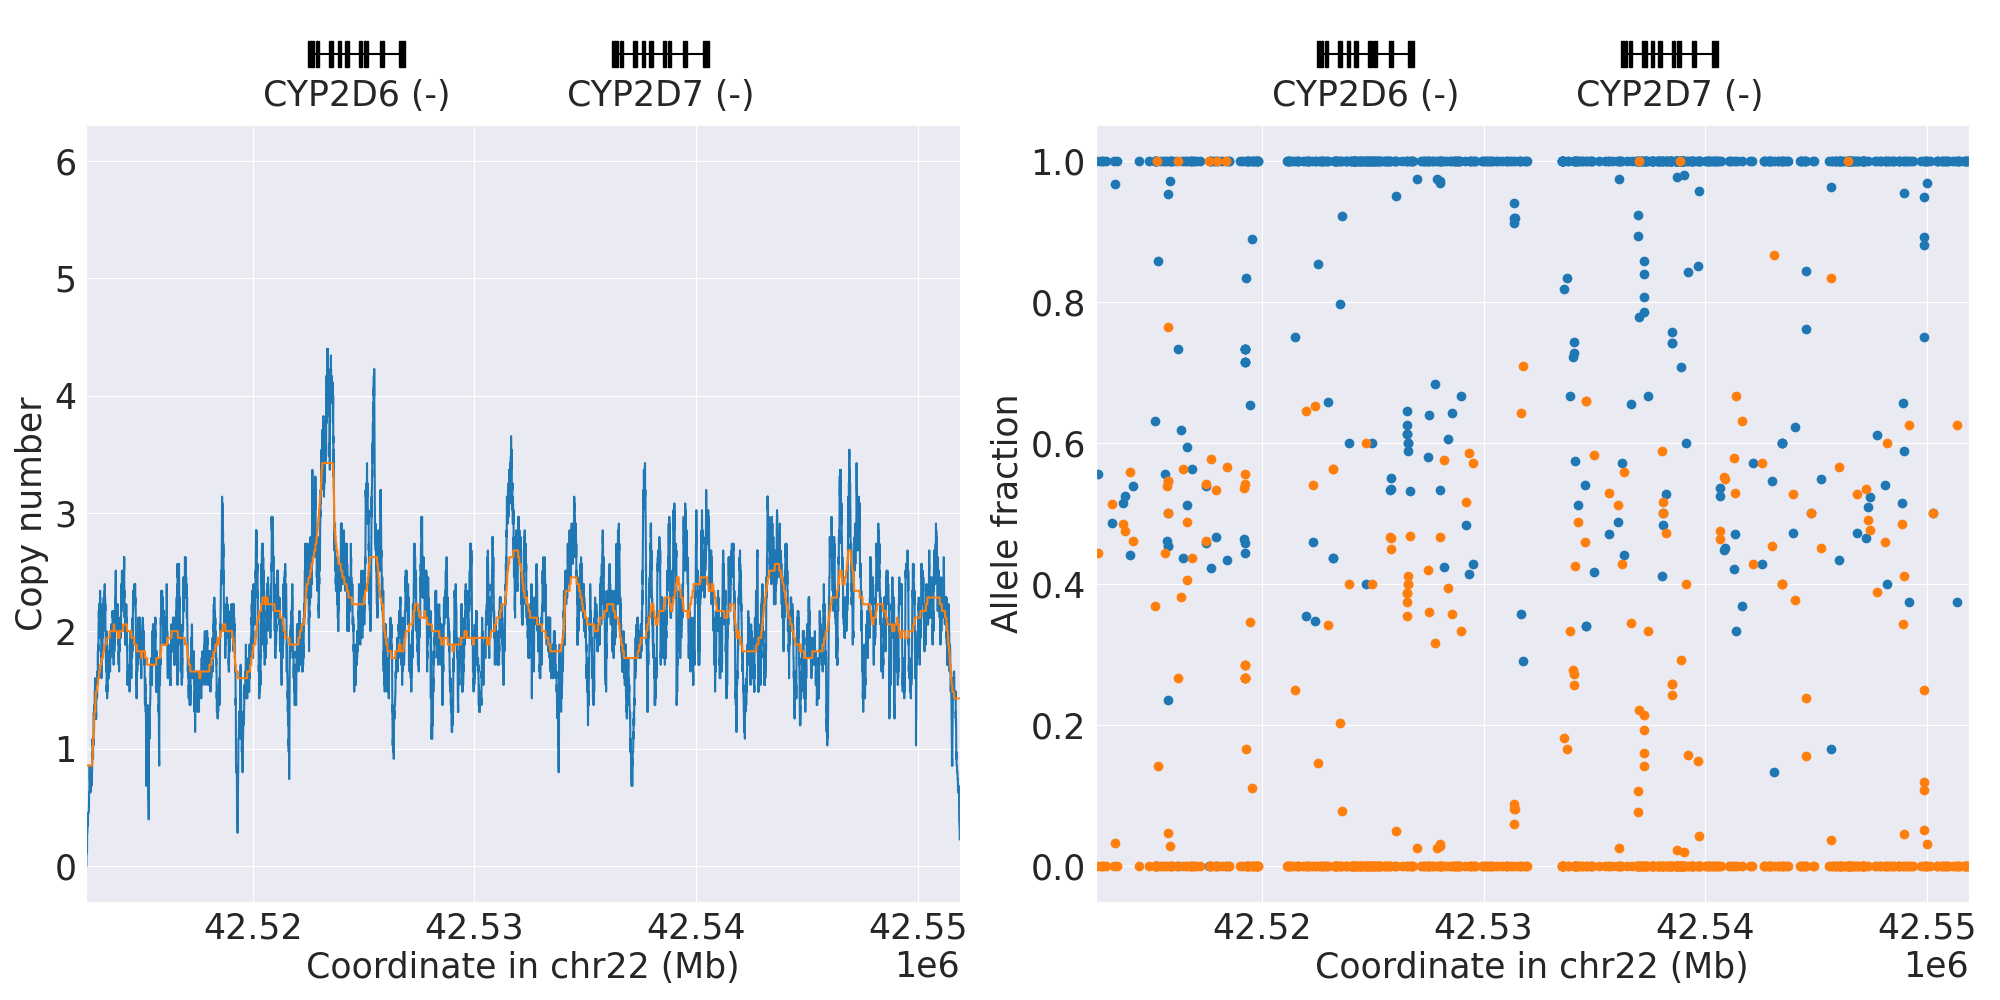 CYP2D6 (-) CYP2D7 (-)
6
5
4
3
2
1
0
Copy number
42.52 42.53 42.54 42.55
Coordinate in chr22 (Mb) 1e6
CYP2D6 (-) CYP2D7 (-)
1.0
0.8
0.6
0.4
0.2
0.0
Allele fraction
42.52 42.53 42.54 42.55
Coordinate in chr22 (Mb) 1e6